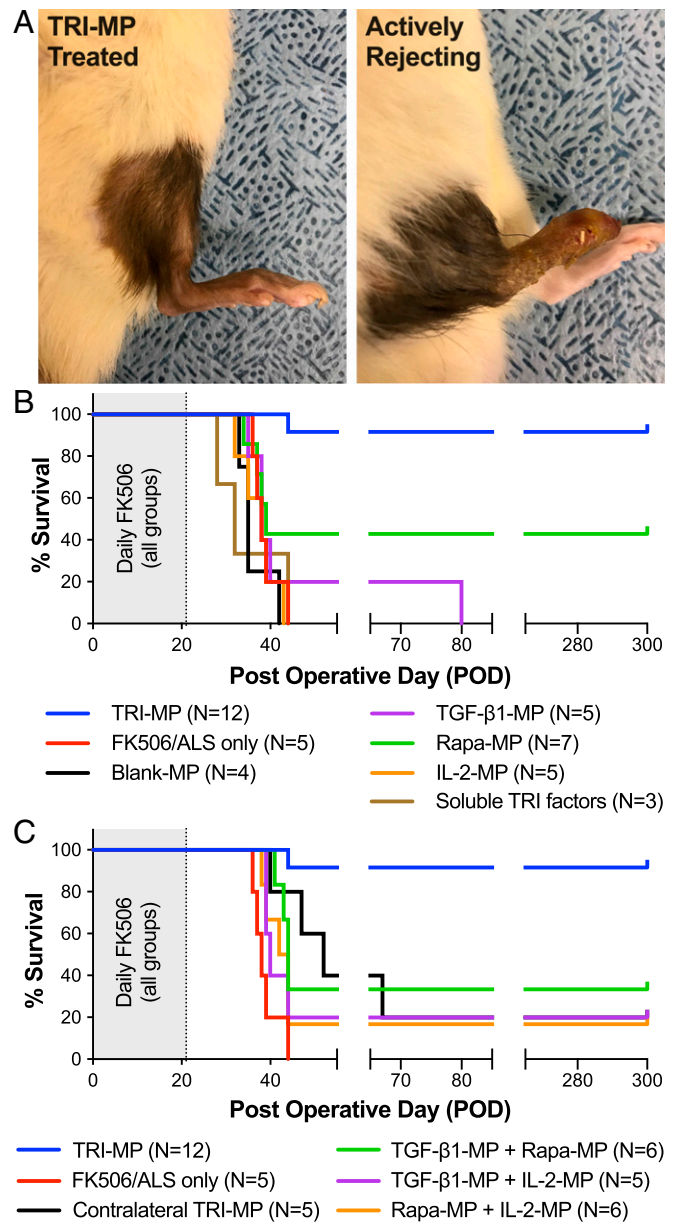 A
TRI-MP
Treated
Actively
Rejecting
B
% Survival
100
80
60
40
20
0
Daily FK506
(all groups)
0 20 40 70 80 280 300
Post Operative Day (POD)
TRI-MP (N=12)
FK506/ALS only (N=5)
Blank-MP (N=4)
TGF-β1-MP (N=5)
Rapa-MP (N=7)
IL-2-MP (N=5)
Soluble TRI factors (N=3)
C
% Survival
100
80
60
40
20
0
Daily FK506
(all groups)
0 20 40 70 80 280 300
Post Operative Day (POD)
TRI-MP (N=12)
FK506/ALS only (N=5)
Contralateral TRI-MP (N=5)
TGF-β1-MP + Rapa-MP (N=6)
TGF-β1-MP + IL-2-MP (N=5)
Rapa-MP + IL-2-MP (N=6)